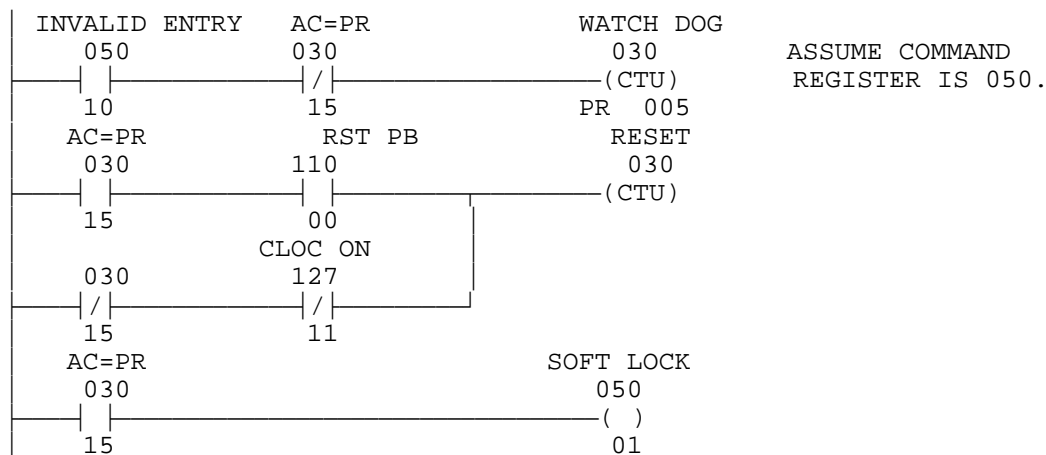 INVALID ENTRY AC=PR WATCH DOG
050 030 030 ASSUME COMMAND
/ (CTU) REGISTER IS 050.
10 15 PR 005
AC=PR RST PB RESET
030 110 030
(CTU)
15 00
CLOC ON
030 127
/ /
15 11
AC=PR SOFT LOCK
030 050
( )
15 01